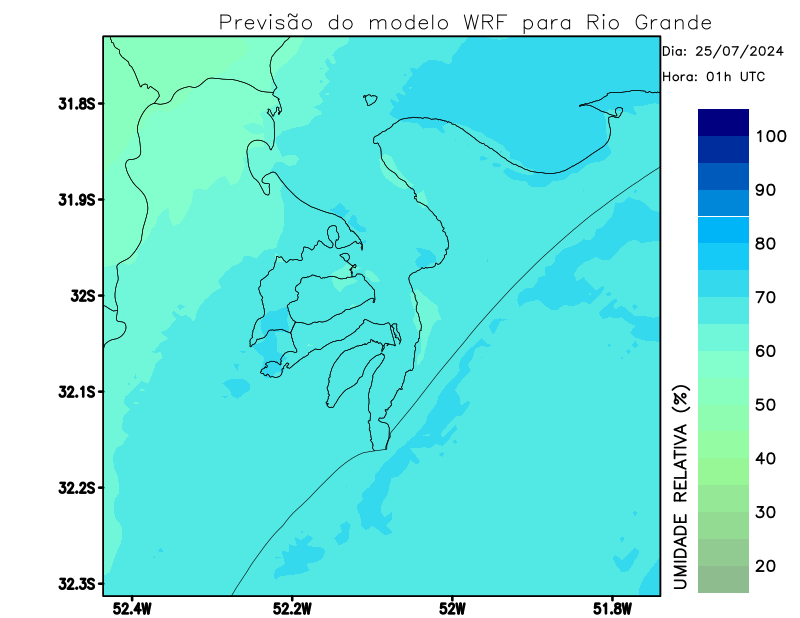 Previsão do modelo WRF para Rio Grande
Dia: 25/07/2024
Hora: 01h UTC
31.8S
31.9S
32S
32.1S
32.2S
32.3S
52.4W
52.2W
52W
51.8W
100
90
80
70
60
50
40
30
20
UMIDADE RELATIVA (%)